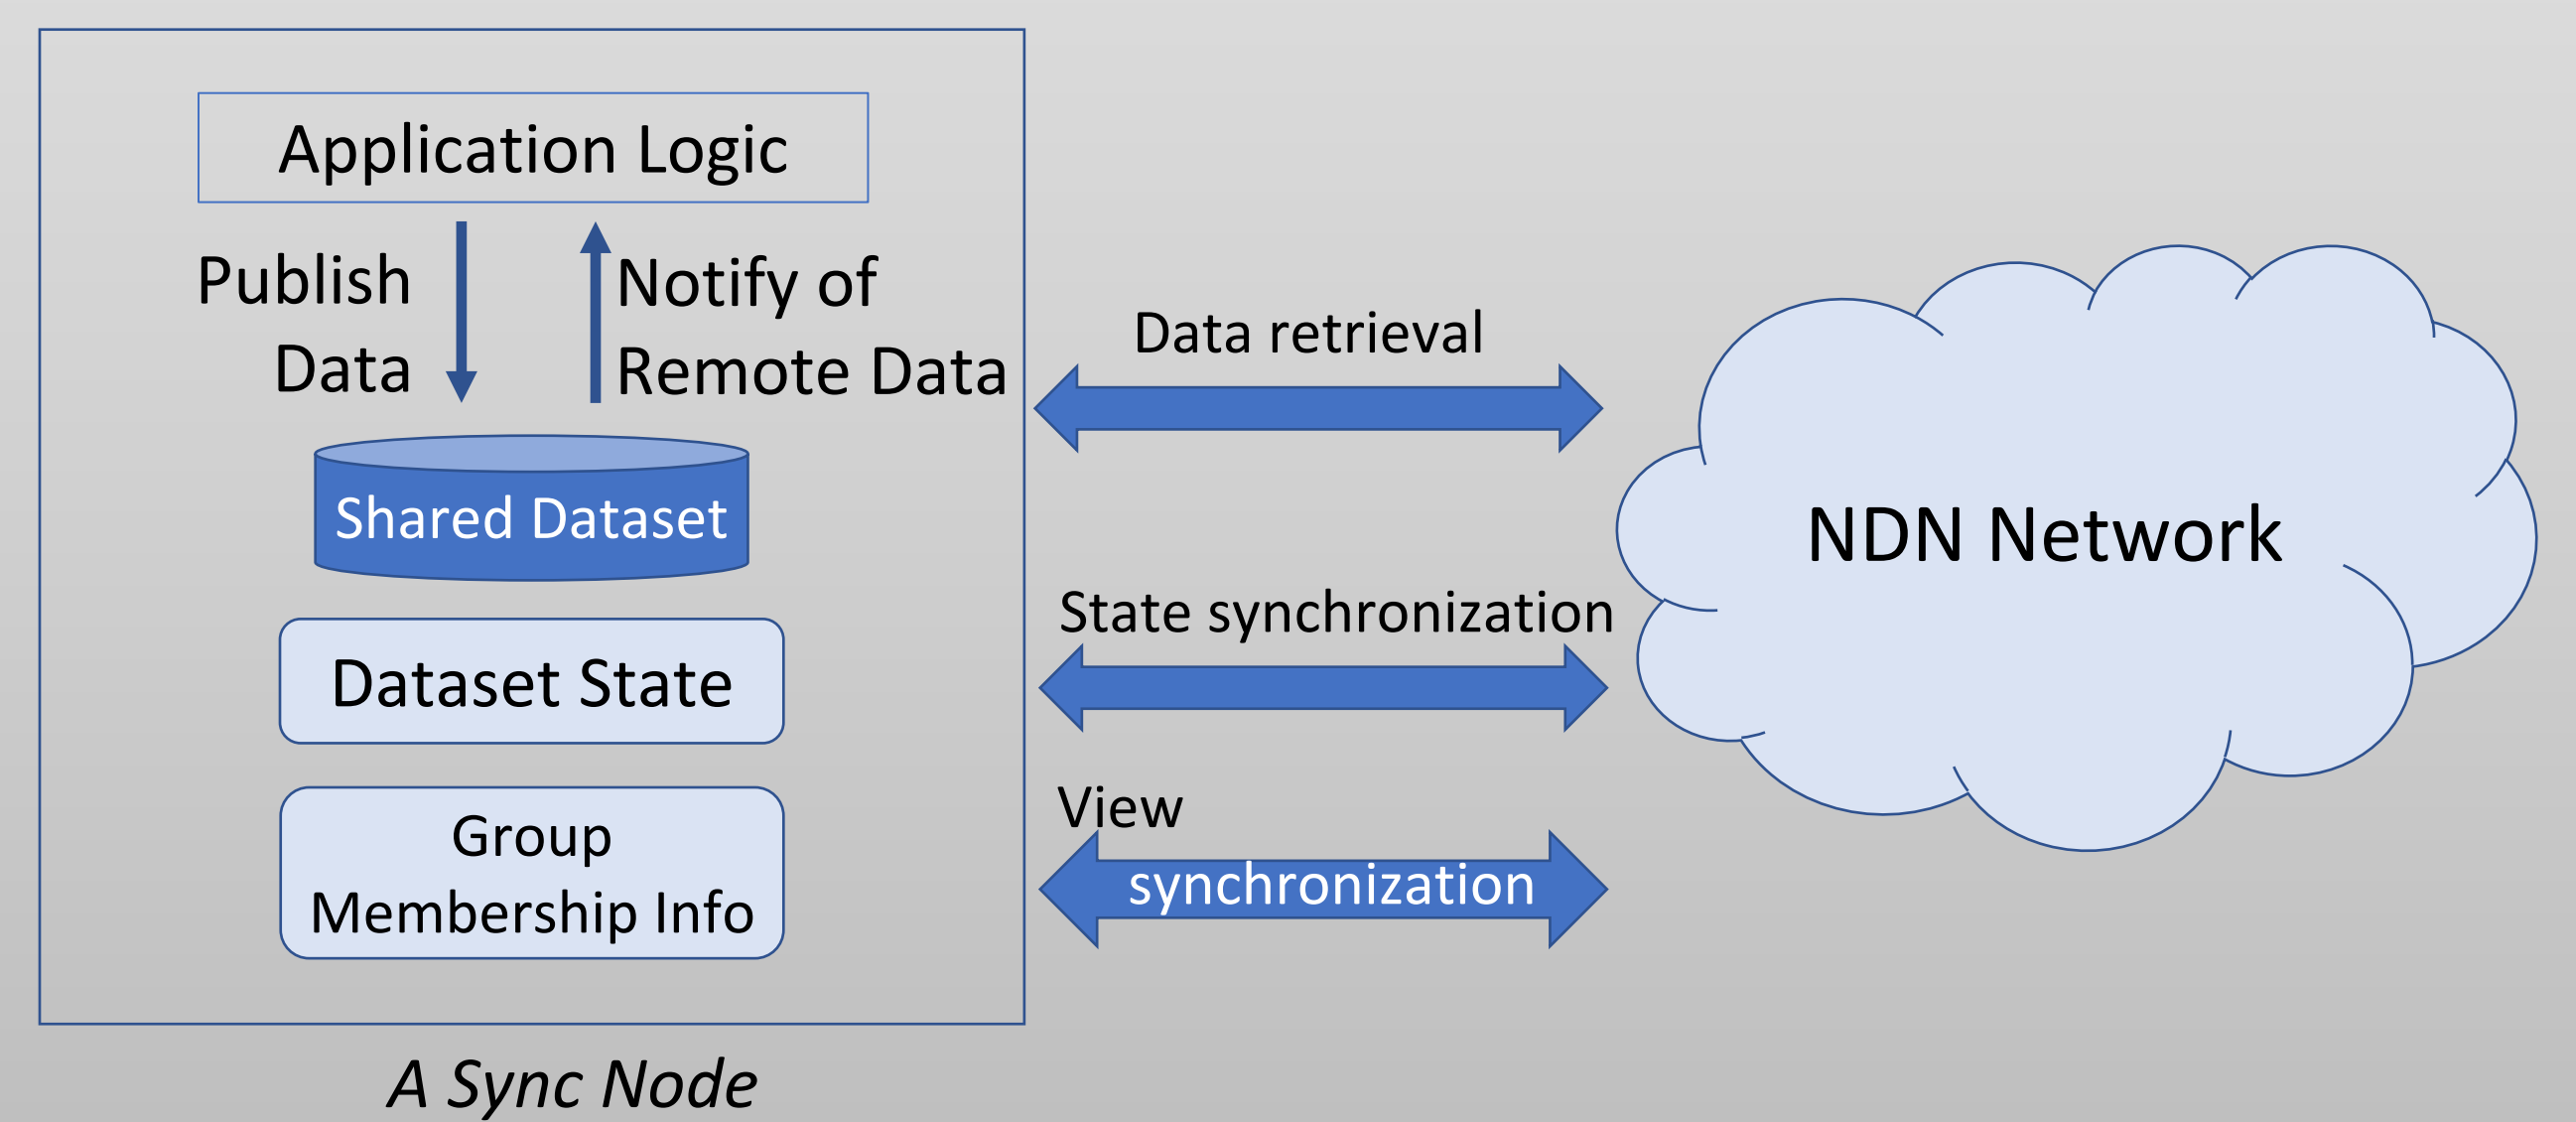 Application Logic
Publish
Data
Notify of
Remote Data
Shared Dataset
Dataset State
Group
Membership Info
A Sync Node
Data retrieval
State synchronization
View
synchronization
NDN Network